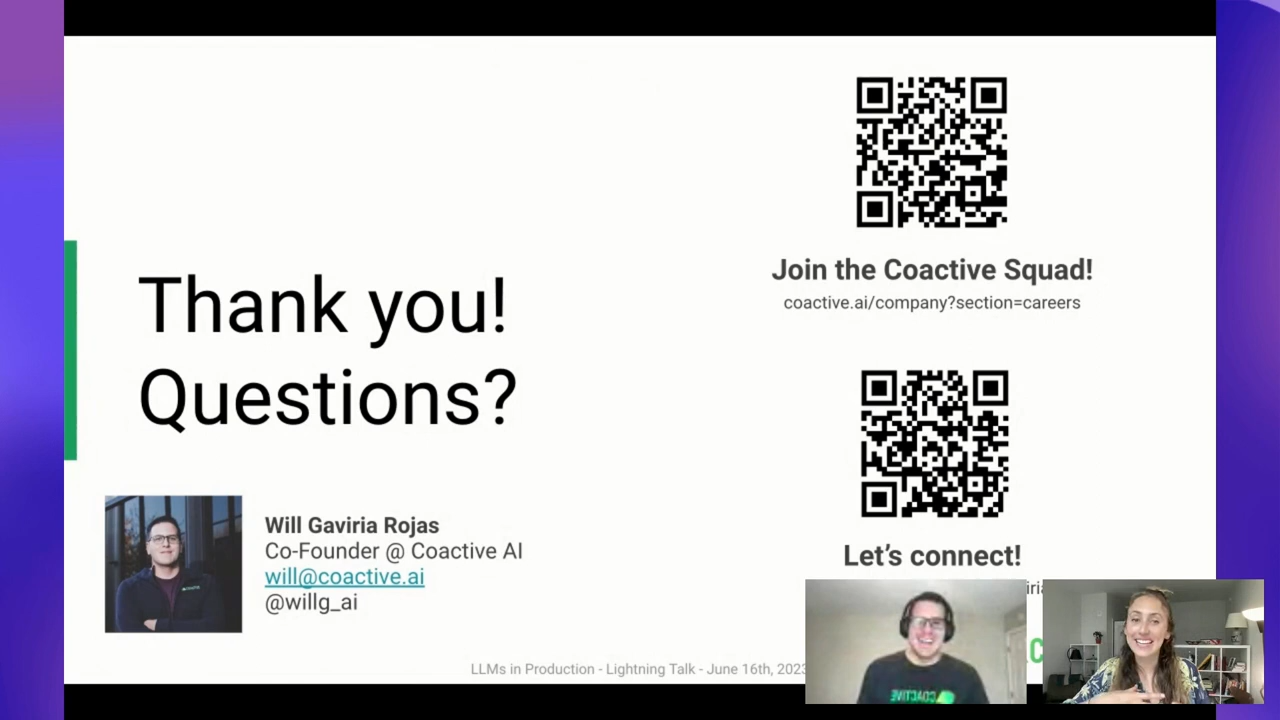 Thank you!
Questions?
Will Gaviria Rojas
Co-Founder @ Coactive AI
will@coactive.ai
@willg_ai
Join the Coactive Squad!
coactive.ai/company?section=careers
Let’s connect!
LLMs in Production - Lightning Talk - June 16th, 2023
COACTIVE